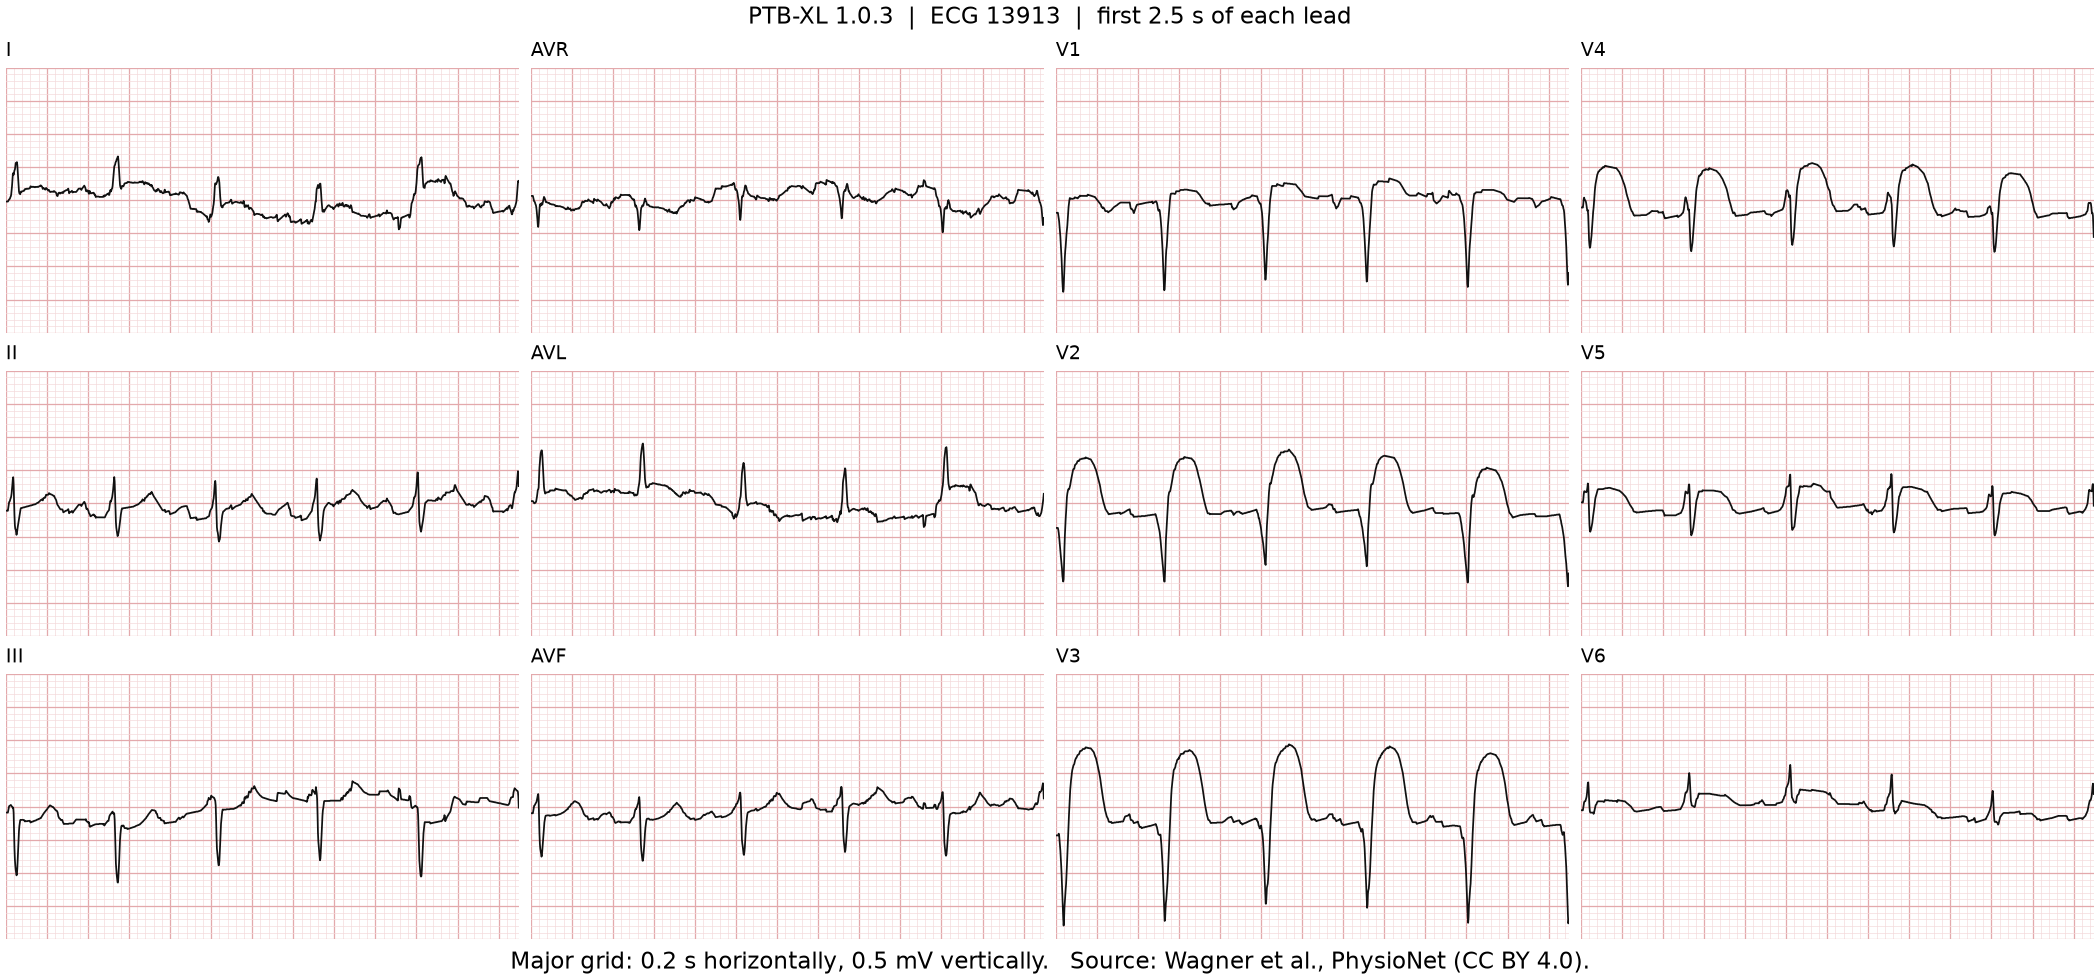 PTB-XL 1.0.3 | ECG 13913 | first 2.5 s of each lead
I
AVR
V1
V4
II
AVL
V2
V5
III
AVF
V3
V6
Major grid: 0.2 s horizontally, 0.5 mV vertically. Source: Wagner et al., PhysioNet (CC BY 4.0).